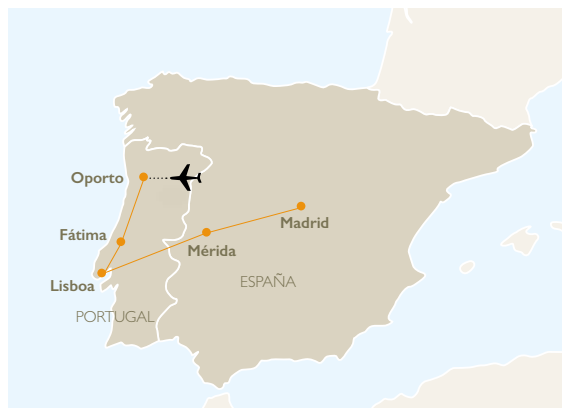 Oporto
Madrid
Fátima
Mérida
ESPAÑA
Lisboa
PORTUGAL